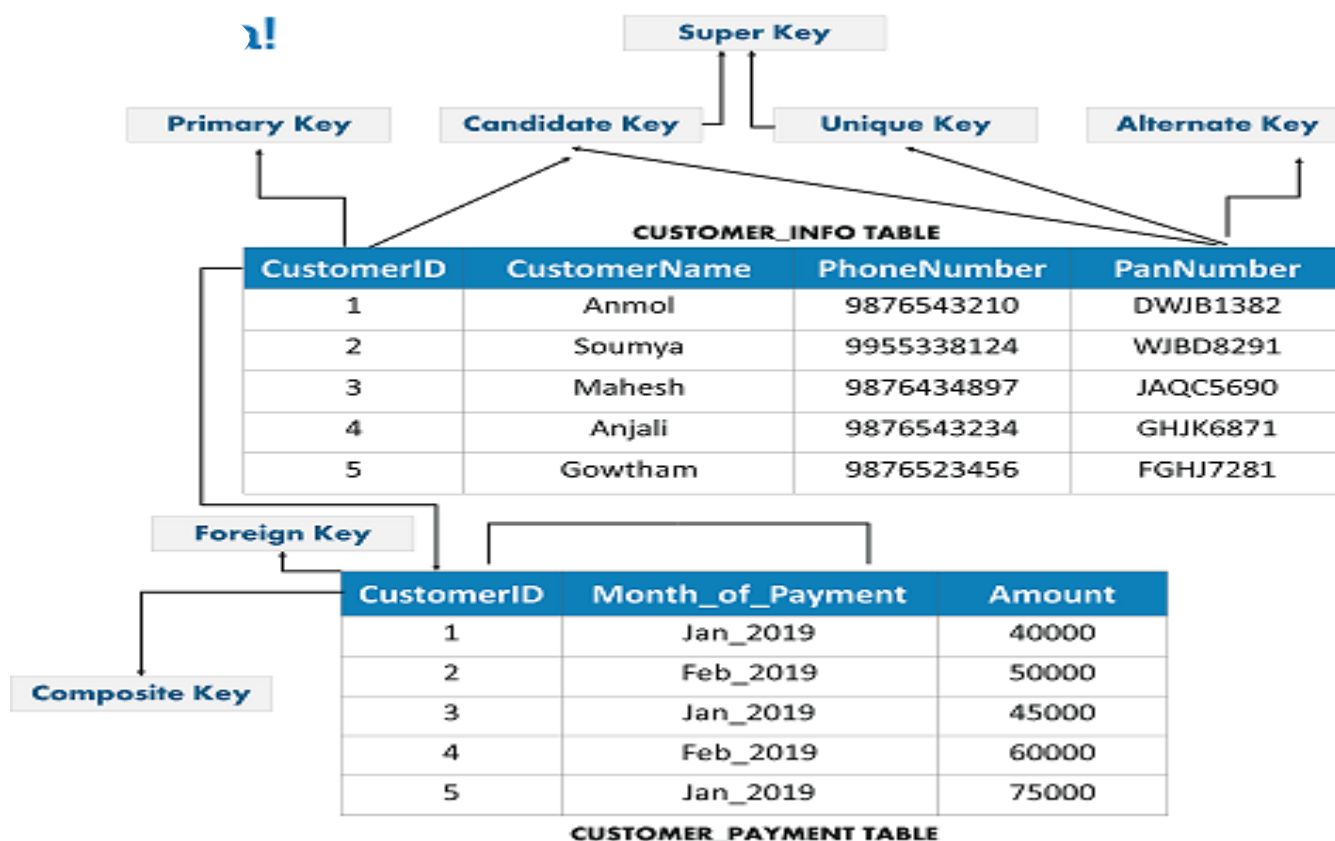 Super Key
Primary Key Candidate Key Unique Key Alternate Key
CUSTOMER_INFO TABLE
CustomerID CustomerName PhoneNumber PanNumber
1 Anmol 9876543210 DWJB1382
2 Soumya 9955338124 WJBD8291
3 Mahesh 9876434897 JAQC5690
4 Anjali 9876543234 GHJK6871
5 Gowtham 9876523456 FGHJ7281
Foreign Key
CustomerID Month_of_Payment Amount
1 Jan_2019 40000
2 Feb_2019 50000
Composite Key
3 Jan_2019 45000
4 Feb_2019 60000
5 Jan_2019 75000
CUSTOMER_PAYMENT TABLE